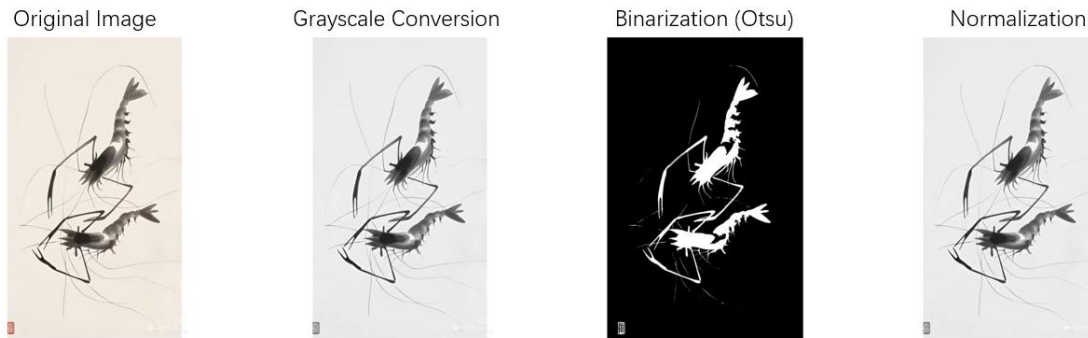 Original Image
Grayscale Conversion
Binarization (Otsu)
Normalization